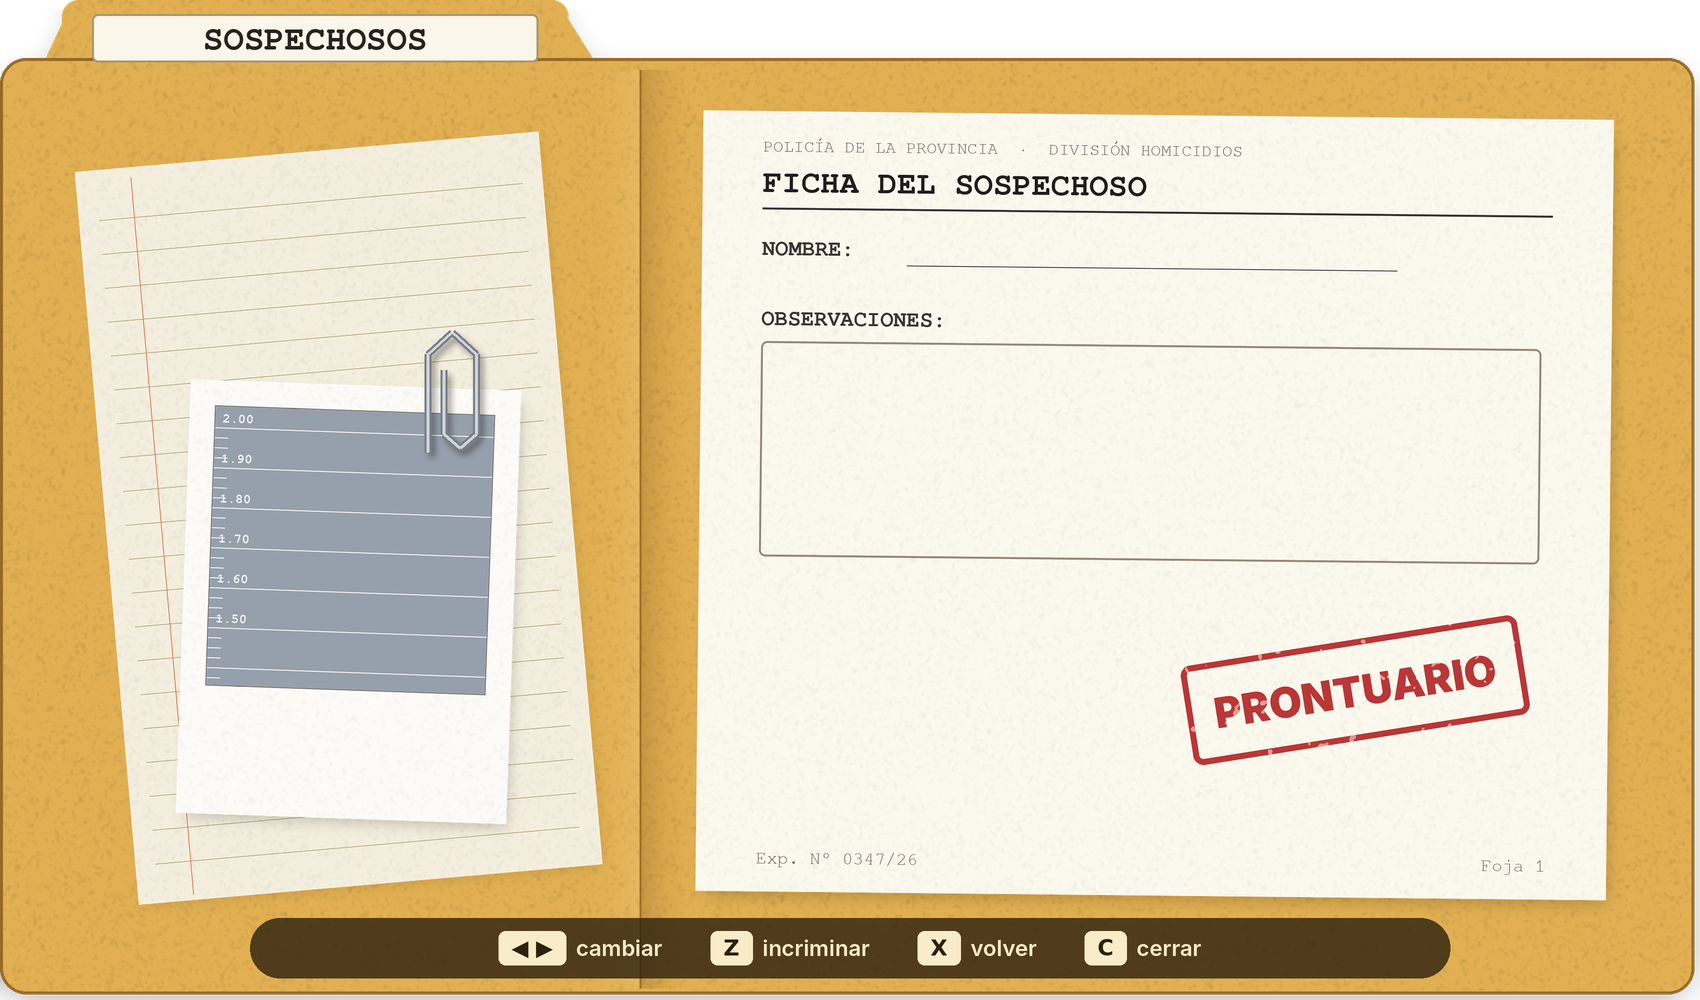 SOSPECHOSOS
2.00
1.90
1.80
1.70
1.60
1.50
POLICÍA DE LA PROVINCIA · DIVISIÓN HOMICIDIOS
FICHA DEL SOSPECHOSO
NOMBRE:
OBSERVACIONES:
PRONTUARIO
Exp. Nº 0347/26
Foja 1
◀ ▶ cambiar Z incriminar X volver C cerrar